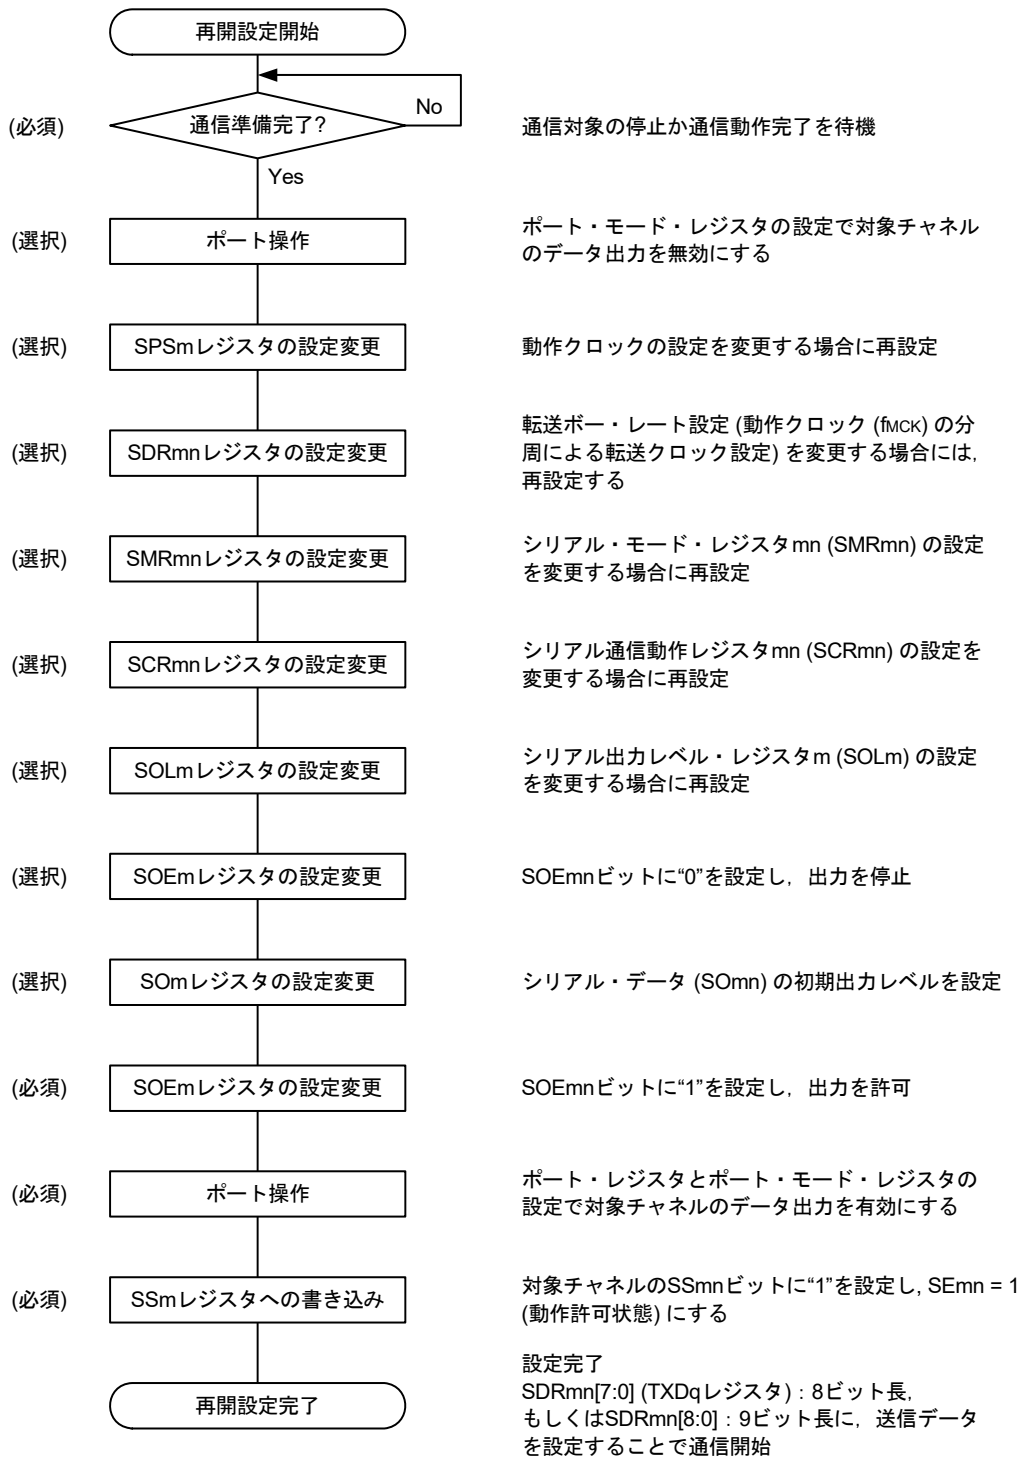 再開設定開始
No
(必須)
通信準備完了?
通信対象の停止か通信動作完了を待機
Yes
(選択)
ポート操作
ポート・モード・レジスタの設定で対象チャネル
のデータ出力を無効にする
(選択)
SPSmレジスタの設定変更
動作クロックの設定を変更する場合に再設定
(選択)
SDRmnレジスタの設定変更
転送ボー・レート設定 (動作クロック (fMCK) の分
周による転送クロック設定) を変更する場合には,
再設定する
(選択)
SMRmnレジスタの設定変更
シリアル・モード・レジスタmn (SMRmn) の設定
を変更する場合に再設定
(選択)
SCRmnレジスタの設定変更
シリアル通信動作レジスタmn (SCRmn) の設定を
変更する場合に再設定
(選択)
SOLmレジスタの設定変更
シリアル出力レベル・レジスタm (SOLm) の設定
を変更する場合に再設定
(選択)
SOEmレジスタの設定変更
SOEmnビットに“0”を設定し,出力を停止
(選択)
SOmレジスタの設定変更
シリアル・データ (SOmn) の初期出力レベルを設定
(必須)
SOEmレジスタの設定変更
SOEmnビットに“1”を設定し,出力を許可
(必須)
ポート操作
ポート・レジスタとポート・モード・レジスタの
設定で対象チャネルのデータ出力を有効にする
(必須)
SSmレジスタへの書き込み
対象チャネルのSSmnビットに“1”を設定し, SEmn = 1
(動作許可状態) にする
再開設定完了
設定完了
SDRmn[7:0] (TXDqレジスタ) : 8ビット長,
もしくはSDRmn[8:0] : 9ビット長に,送信データ
を設定することで通信開始